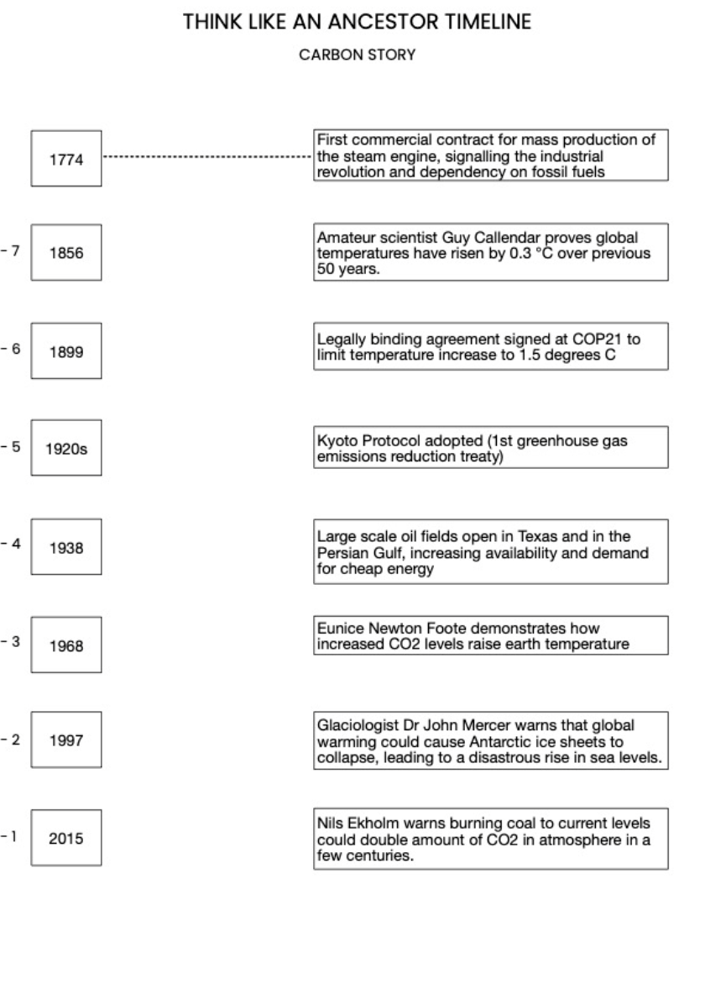 THINK LIKE AN ANCESTOR TIMELINE
CARBON STORY
1774
First commercial contract for mass production of
the steam engine, signalling the industrial
revolution and dependency on fossil fuels
- 7
1856
Amateur scientist Guy Callendar proves global
temperatures have risen by 0.3 °C over previous
50 years.
- 6
1899
Legally binding agreement signed at COP21 to
limit temperature increase to 1.5 degrees C
- 5
1920s
Kyoto Protocol adopted (1st greenhouse gas
emissions reduction treaty)
- 4
1938
Large scale oil fields open in Texas and in the
Persian Gulf, increasing availability and demand
for cheap energy
- 3
1968
Eunice Newton Foote demonstrates how
increased CO2 levels raise earth temperature
- 2
1997
Glaciologist Dr John Mercer warns that global
warming could cause Antarctic ice sheets to
collapse, leading to a disastrous rise in sea levels.
- 1
2015
Nils Ekholm warns burning coal to current levels
could double amount of CO2 in atmosphere in a
few centuries.